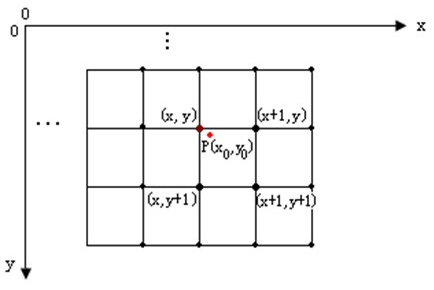 0
0
x
⋮
(x, y)
(x+1, y)
…
P(x₀, y₀)
(x, y+1)
(x+1, y+1)
y